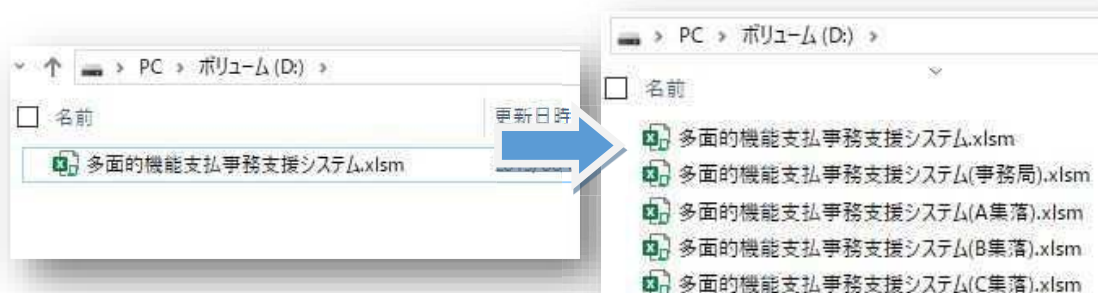 PC › ボリューム (D:) ›
名前
更新日時
多面的機能支払事務支援システム.xlsm
PC › ボリューム (D:) ›
名前
多面的機能支払事務支援システム.xlsm
多面的機能支払事務支援システム(事務局).xlsm
多面的機能支払事務支援システム(A集落).xlsm
多面的機能支払事務支援システム(B集落).xlsm
多面的機能支払事務支援システム(C集落).xlsm